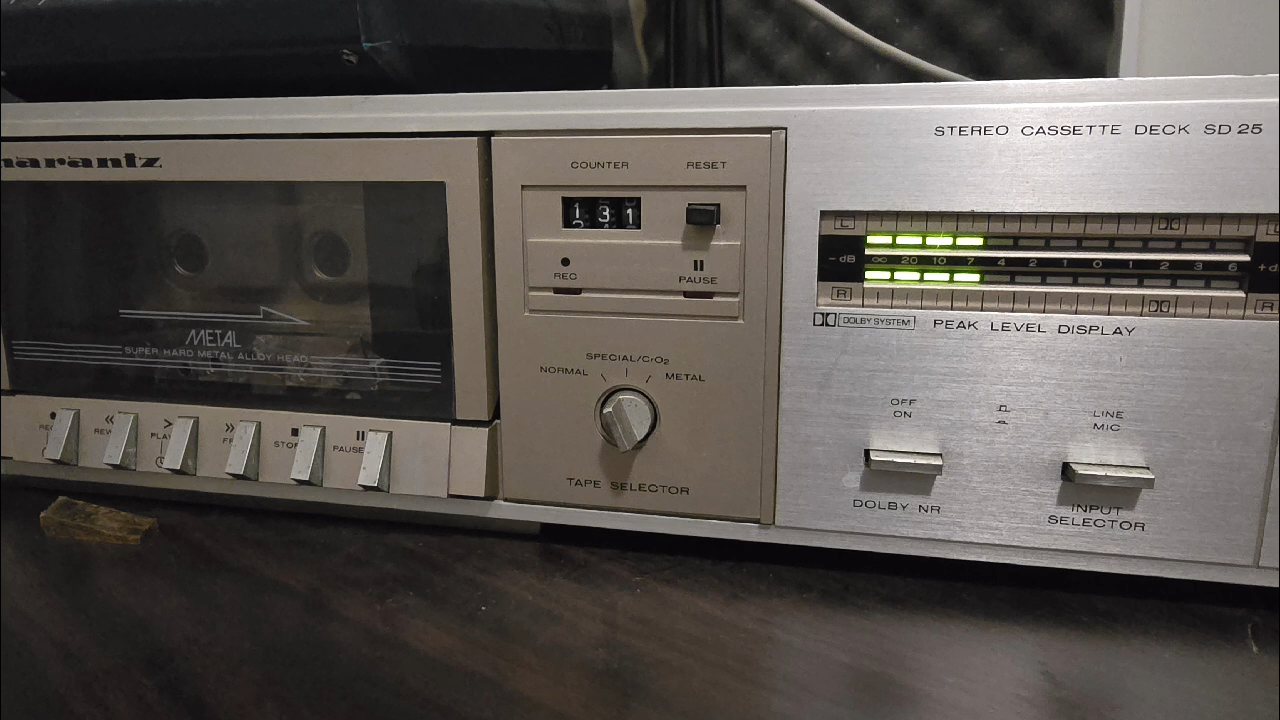 marantz
METAL
SUPER HARD METAL ALLOY HEAD
REC
REW
PLAY
FF
STOP
PAUSE
COUNTER RESET
1 3 1
REC PAUSE
SPECIAL/CrO2
NORMAL METAL
TAPE SELECTOR
STEREO CASSETTE DECK SD 25
L
- dB ∞ 20 10 7 4 2 1 0 1 2 3 6 +d
R
DOLBY SYSTEM PEAK LEVEL DISPLAY
OFF
ON
LINE
MIC
DOLBY NR
INPUT
SELECTOR